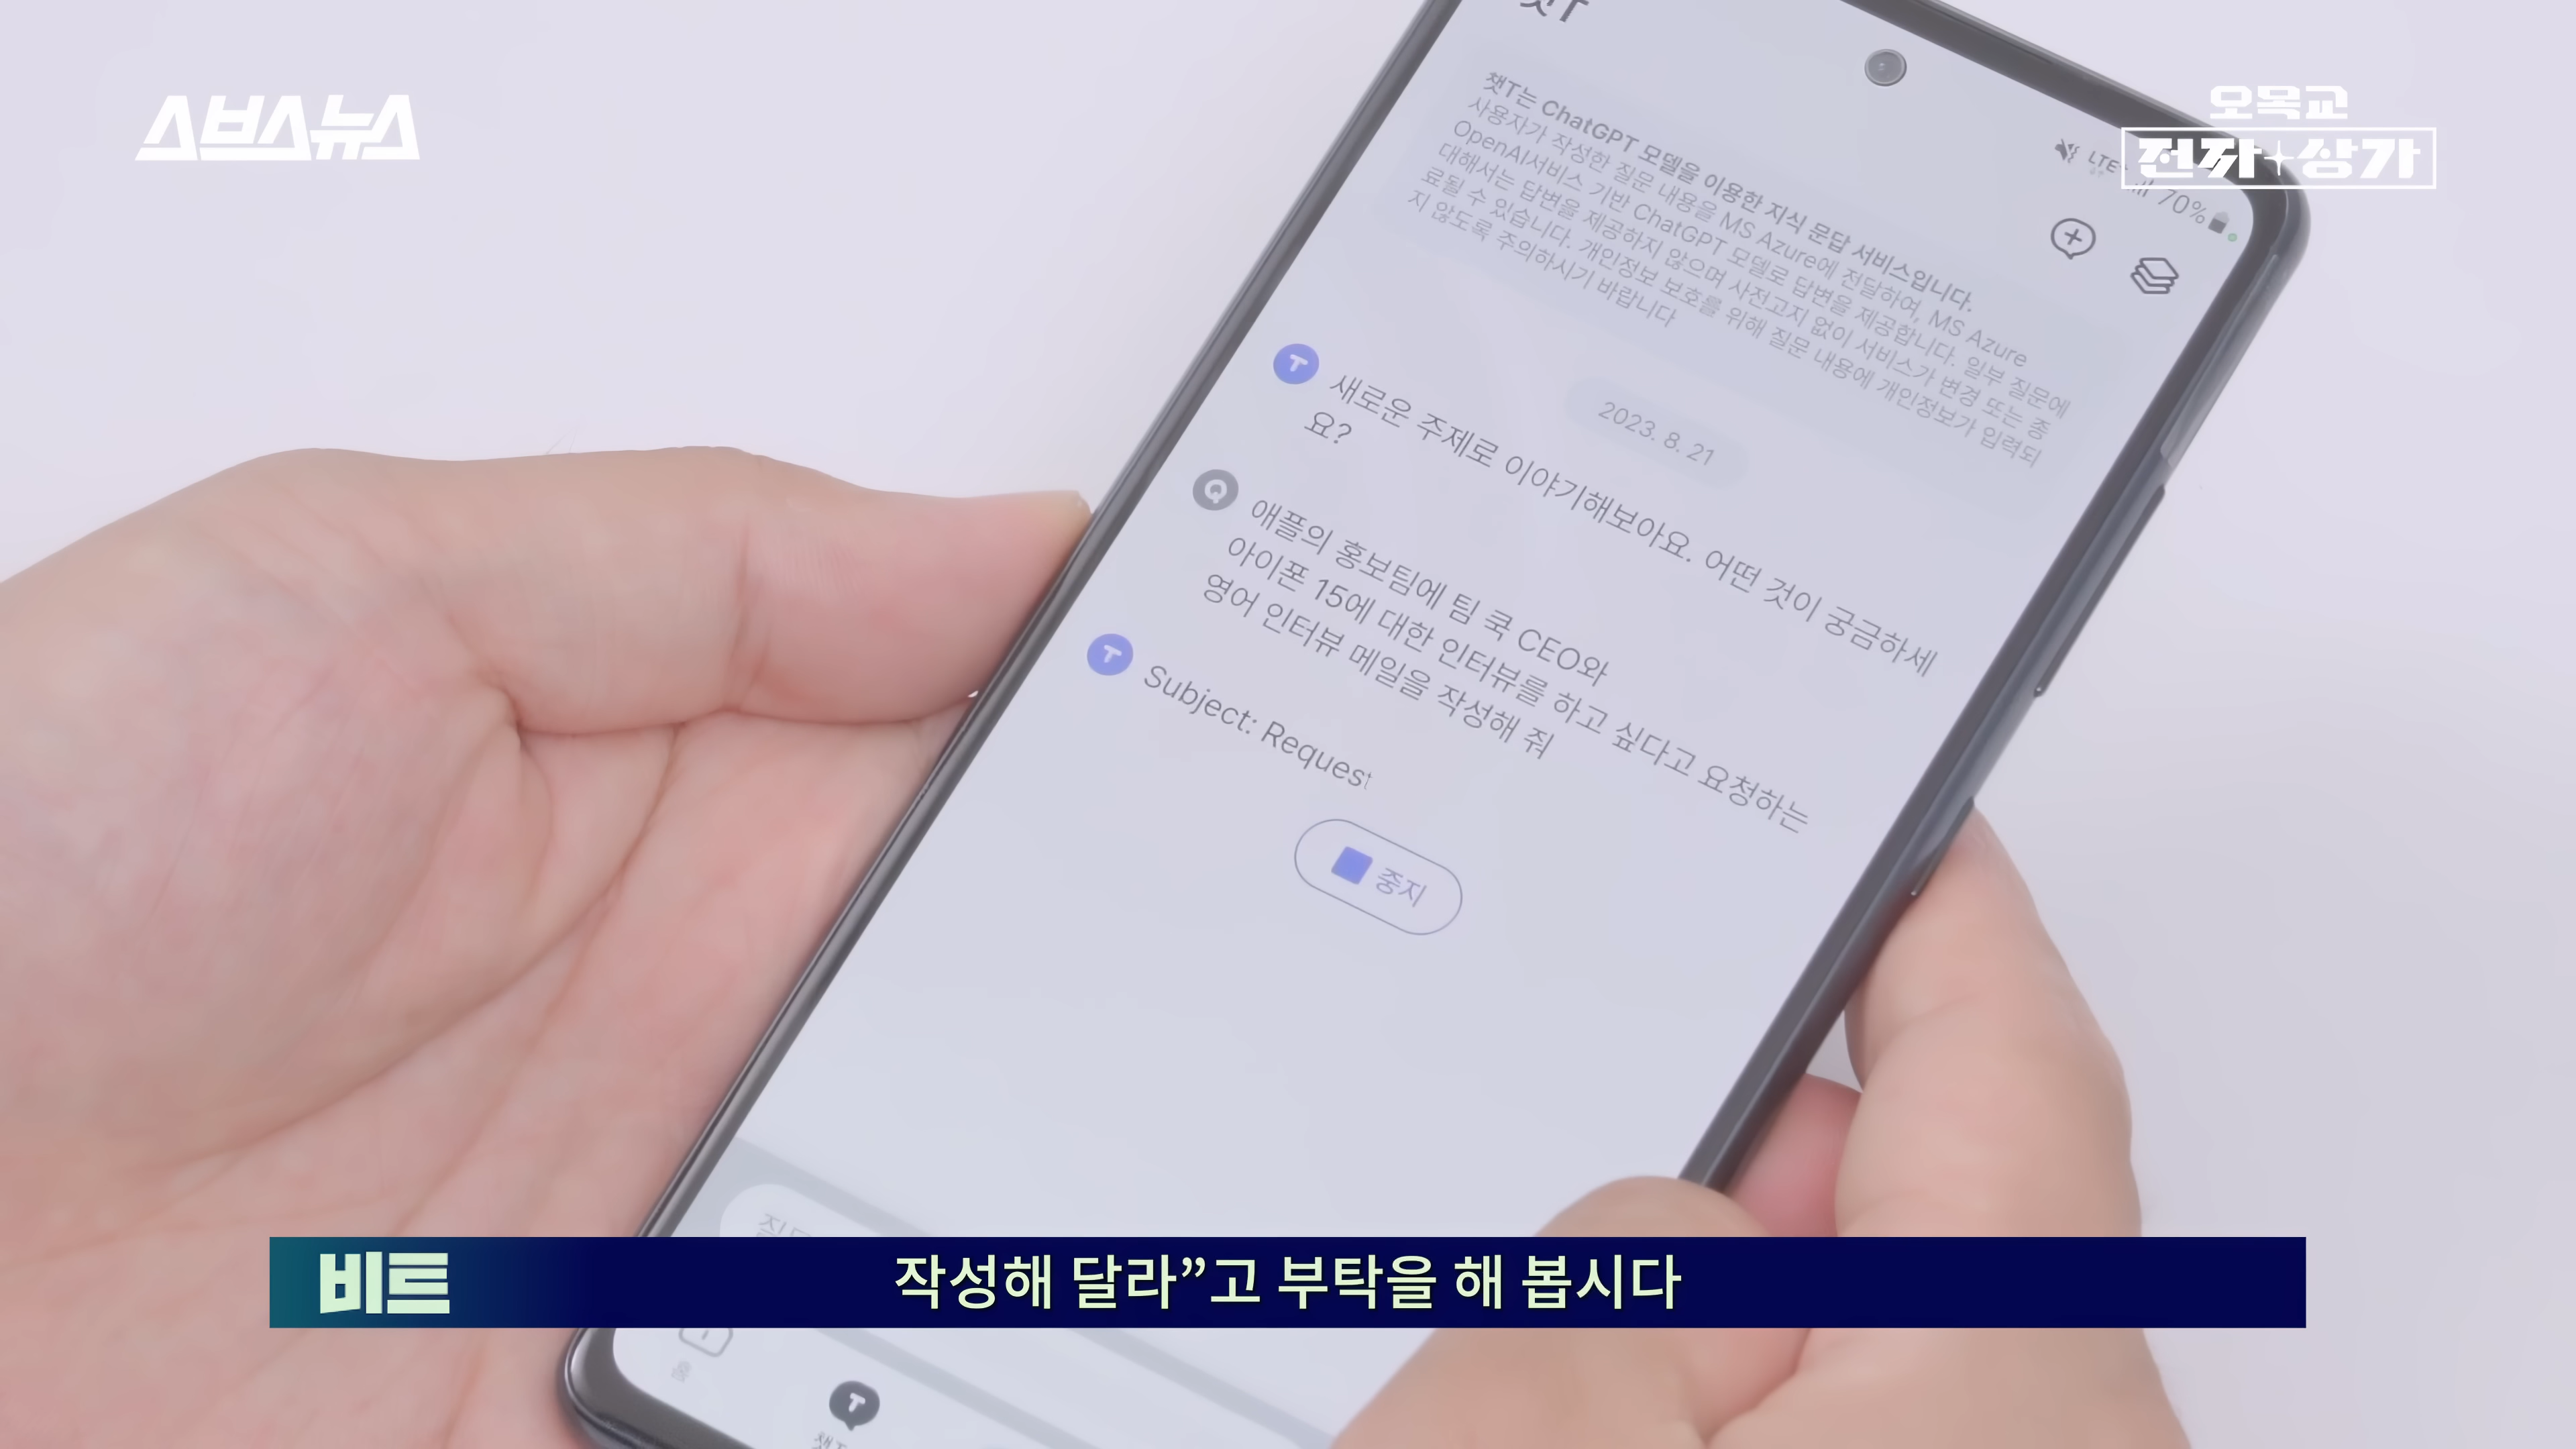 스브스뉴스
오목교
전자상가
챗T
LTE
70%
챗T는 ChatGPT 모델을 이용한 지식 문답 서비스입니다.
사용자가 작성한 질문 내용을 MS Azure에 전달하여, MS Azure
OpenAI서비스 기반 ChatGPT 모델로 답변을 제공합니다. 일부 질문에
대해서는 답변을 제공하지 않으며 사전고지 없이 서비스가 변경 또는 종
료될 수 있습니다. 개인정보 보호를 위해 질문 내용에 개인정보가 입력되
지 않도록 주의하시기 바랍니다
2023. 8. 21
T
새로운 주제로 이야기해보아요. 어떤 것이 궁금하세
요?
Q
애플의 홍보팀에 팀 쿡 CEO와
아이폰 15에 대한 인터뷰를 하고 싶다고 요청하는
영어 인터뷰 메일을 작성해 줘
T
Subject: Request
중지
비트
작성해 달라”고 부탁을 해 봅시다
홈
T